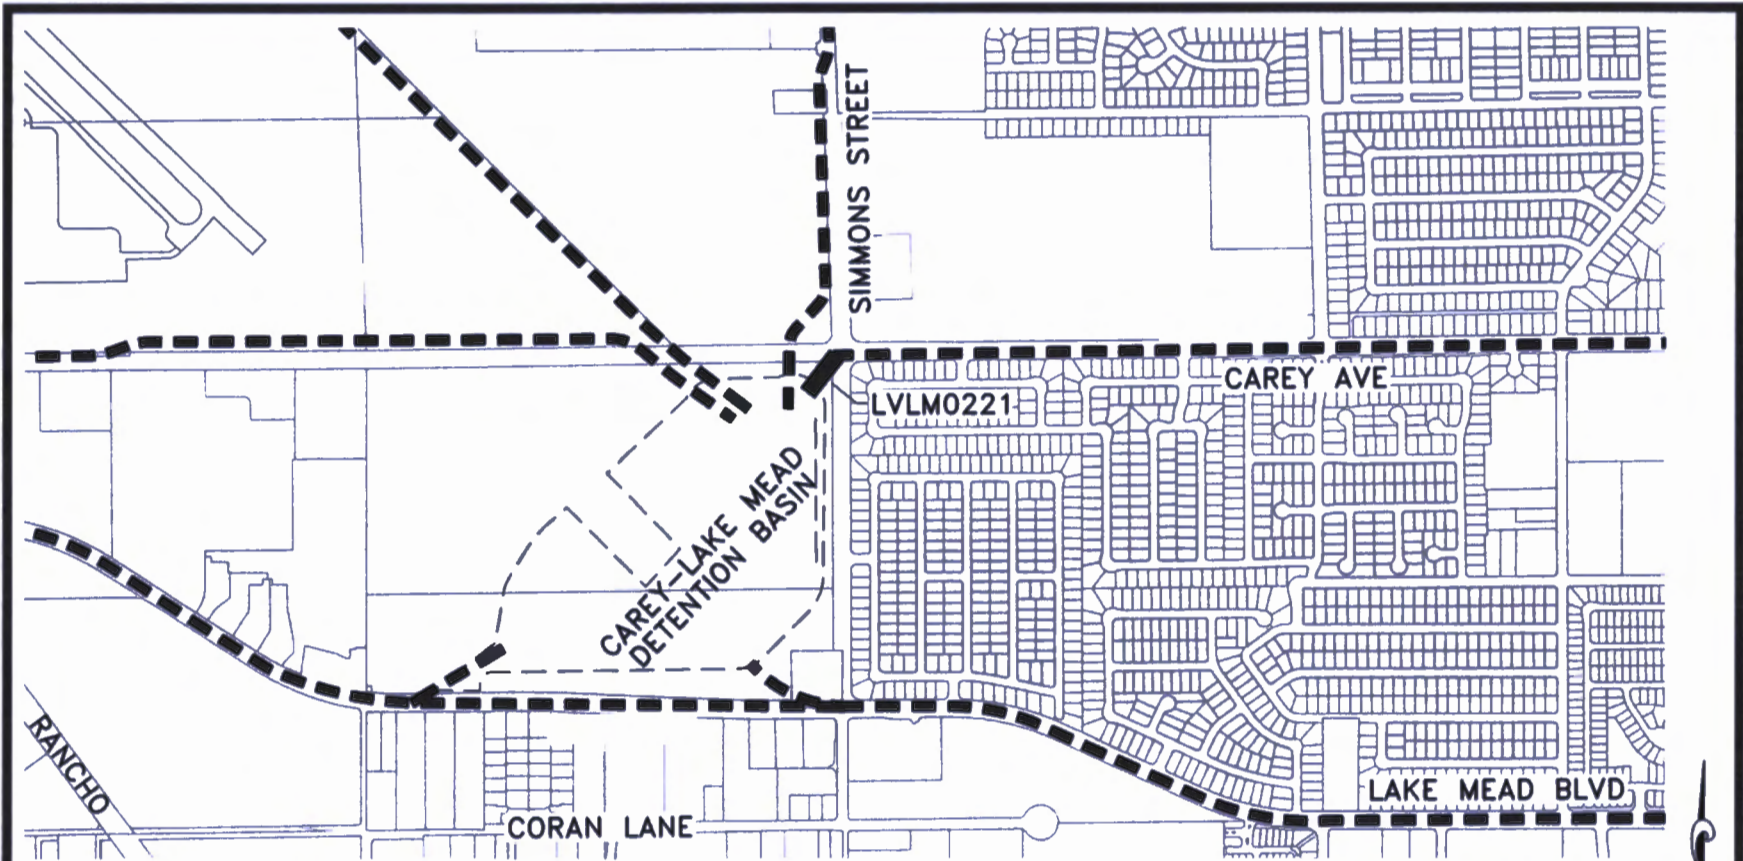 SIMMONS STREET
CAREY AVE
LVLM0221
CAREY-LAKE MEAD
DETENTION BASIN
RANCHO
LAKE MEAD BLVD
CORAN LANE